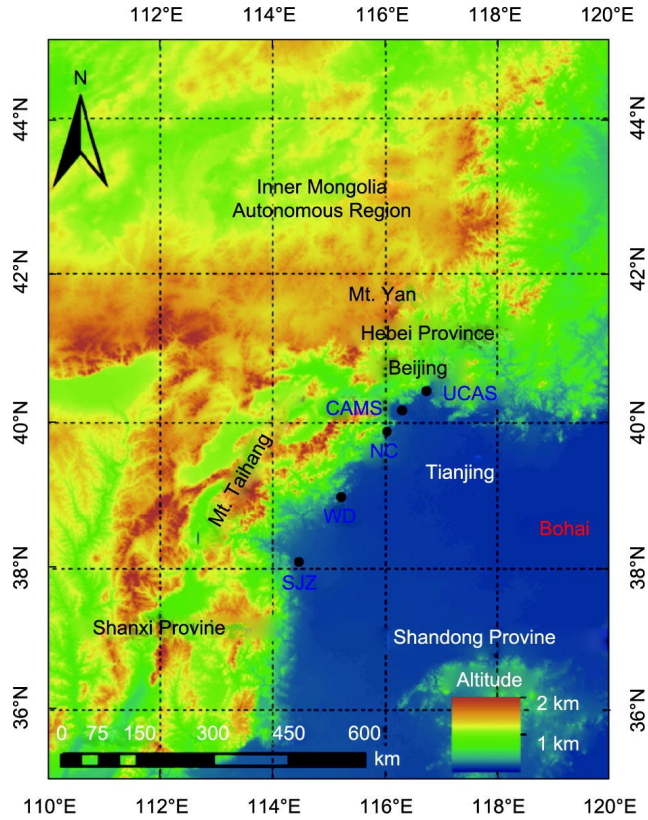 112°E 114°E 116°E 118°E 120°E
N
44°N 44°N
Inner Mongolia
Autonomous Region
42°N 42°N
Mt. Yan
Hebei Province
Beijing
UCAS
CAMS
40°N 40°N
NC
Mt. Taihang
Tianjing
WD
Bohai
38°N 38°N
SJZ
Shanxi Provine
Shandong Provine
Altitude
36°N 36°N
2 km
1 km
0 75 150 300 450 600
km
110°E 112°E 114°E 116°E 118°E 120°E